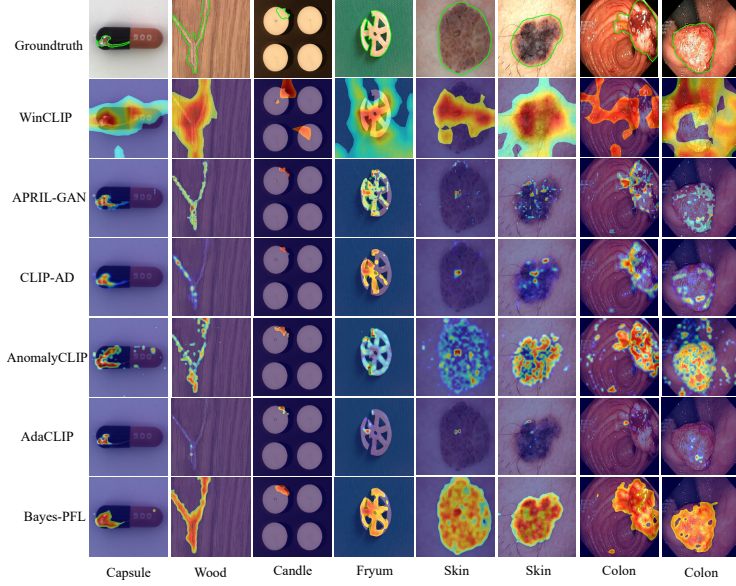 Groundtruth
WinCLIP
APRIL-GAN
CLIP-AD
AnomalyCLIP
AdaCLIP
Bayes-PFL
Capsule Wood Candle Fryum Skin Skin Colon Colon